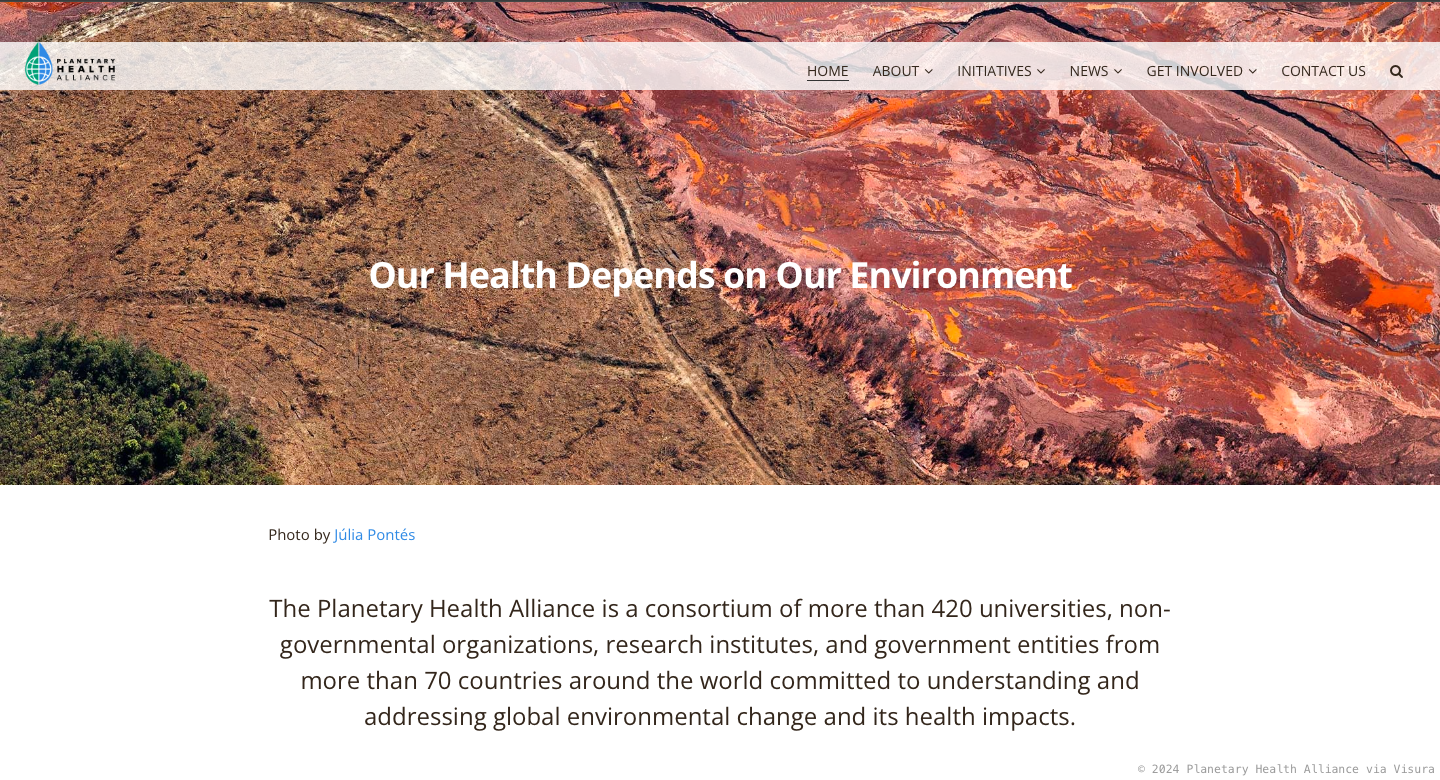 PLANETARY
HEALTH
ALLIANCE
HOME ABOUT INITIATIVES NEWS GET INVOLVED CONTACT US
Our Health Depends on Our Environment
Photo by Júlia Pontés
The Planetary Health Alliance is a consortium of more than 420 universities, non-
governmental organizations, research institutes, and government entities from
more than 70 countries around the world committed to understanding and
addressing global environmental change and its health impacts.
© 2024 Planetary Health Alliance via Visura